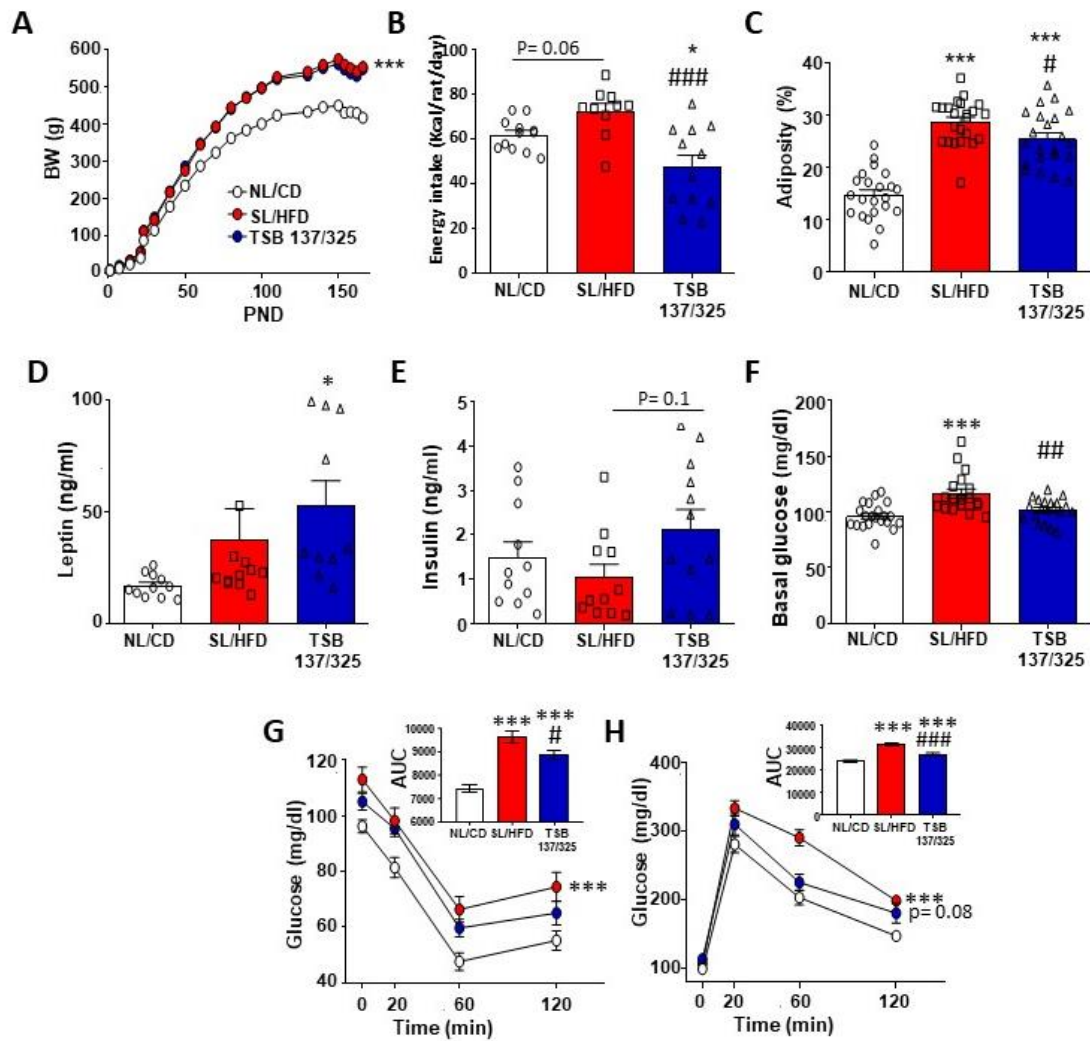 A
BW (g)
600
500
400
300
200
100
0
***
NL/CD
SL/HFD
TSB 137/325
0
50
100
150
PND
B
Energy intake (Kcal/rat/day)
100
80
60
40
20
0
P= 0.06
*
###
NL/CD
SL/HFD
TSB
137/325
C
Adiposity (%)
40
30
20
10
0
***
***
#
NL/CD
SL/HFD
TSB
137/325
D
Leptin (ng/ml)
100
50
0
*
NL/CD
SL/HFD
TSB
137/325
E
Insulin (ng/ml)
5
4
3
2
1
0
P= 0.1
NL/CD
SL/HFD
TSB
137/325
F
Basal glucose (mg/dl)
200
150
100
50
0
***
##
NL/CD
SL/HFD
TSB
137/325
G
Glucose (mg/dl)
120
100
80
60
40
AUC
10000
9000
8000
7000
6000
***
***
#
NL/CD
SL/HFD
TSB
137/325
***
0
20
60
120
Time (min)
H
Glucose (mg/dl)
400
300
200
100
AUC
40000
30000
20000
10000
0
***
***
###
NL/CD
SL/HFD
TSB
137/325
***
p= 0.08
0
20
60
120
Time (min)